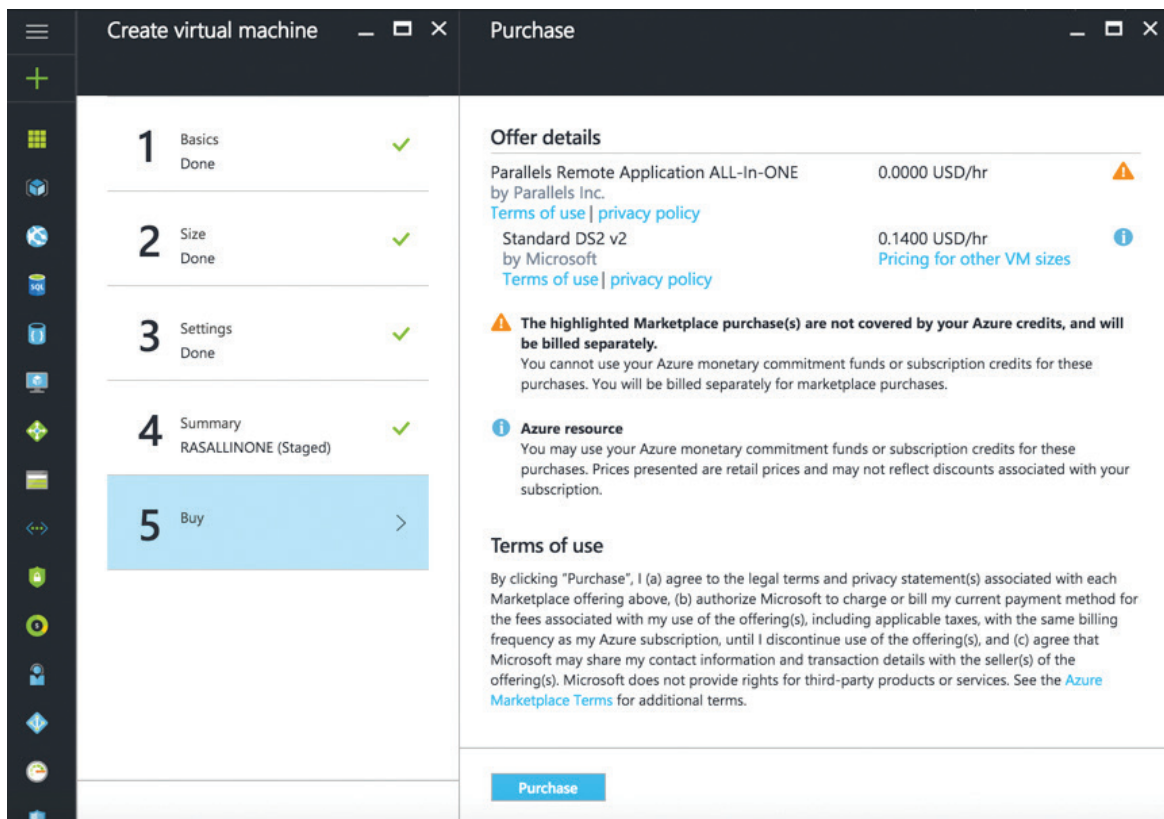 Create virtual machine
Purchase
1 Basics
Done
2 Size
Done
3 Settings
Done
4 Summary
RASALLINONE (Staged)
5 Buy
Offer details
Parallels Remote Application ALL-In-ONE 0.0000 USD/hr
by Parallels Inc.
Terms of use | privacy policy
Standard DS2 v2 0.1400 USD/hr
by Microsoft Pricing for other VM sizes
Terms of use | privacy policy
The highlighted Marketplace purchase(s) are not covered by your Azure credits, and will
be billed separately.
You cannot use your Azure monetary commitment funds or subscription credits for these
purchases. You will be billed separately for marketplace purchases.
Azure resource
You may use your Azure monetary commitment funds or subscription credits for these
purchases. Prices presented are retail prices and may not reflect discounts associated with your
subscription.
Terms of use
By clicking "Purchase", I (a) agree to the legal terms and privacy statement(s) associated with each
Marketplace offering above, (b) authorize Microsoft to charge or bill my current payment method for
the fees associated with my use of the offering(s), including applicable taxes, with the same billing
frequency as my Azure subscription, until I discontinue use of the offering(s), and (c) agree that
Microsoft may share my contact information and transaction details with the seller(s) of the
offering(s). Microsoft does not provide rights for third-party products or services. See the Azure
Marketplace Terms for additional terms.
Purchase
SQL